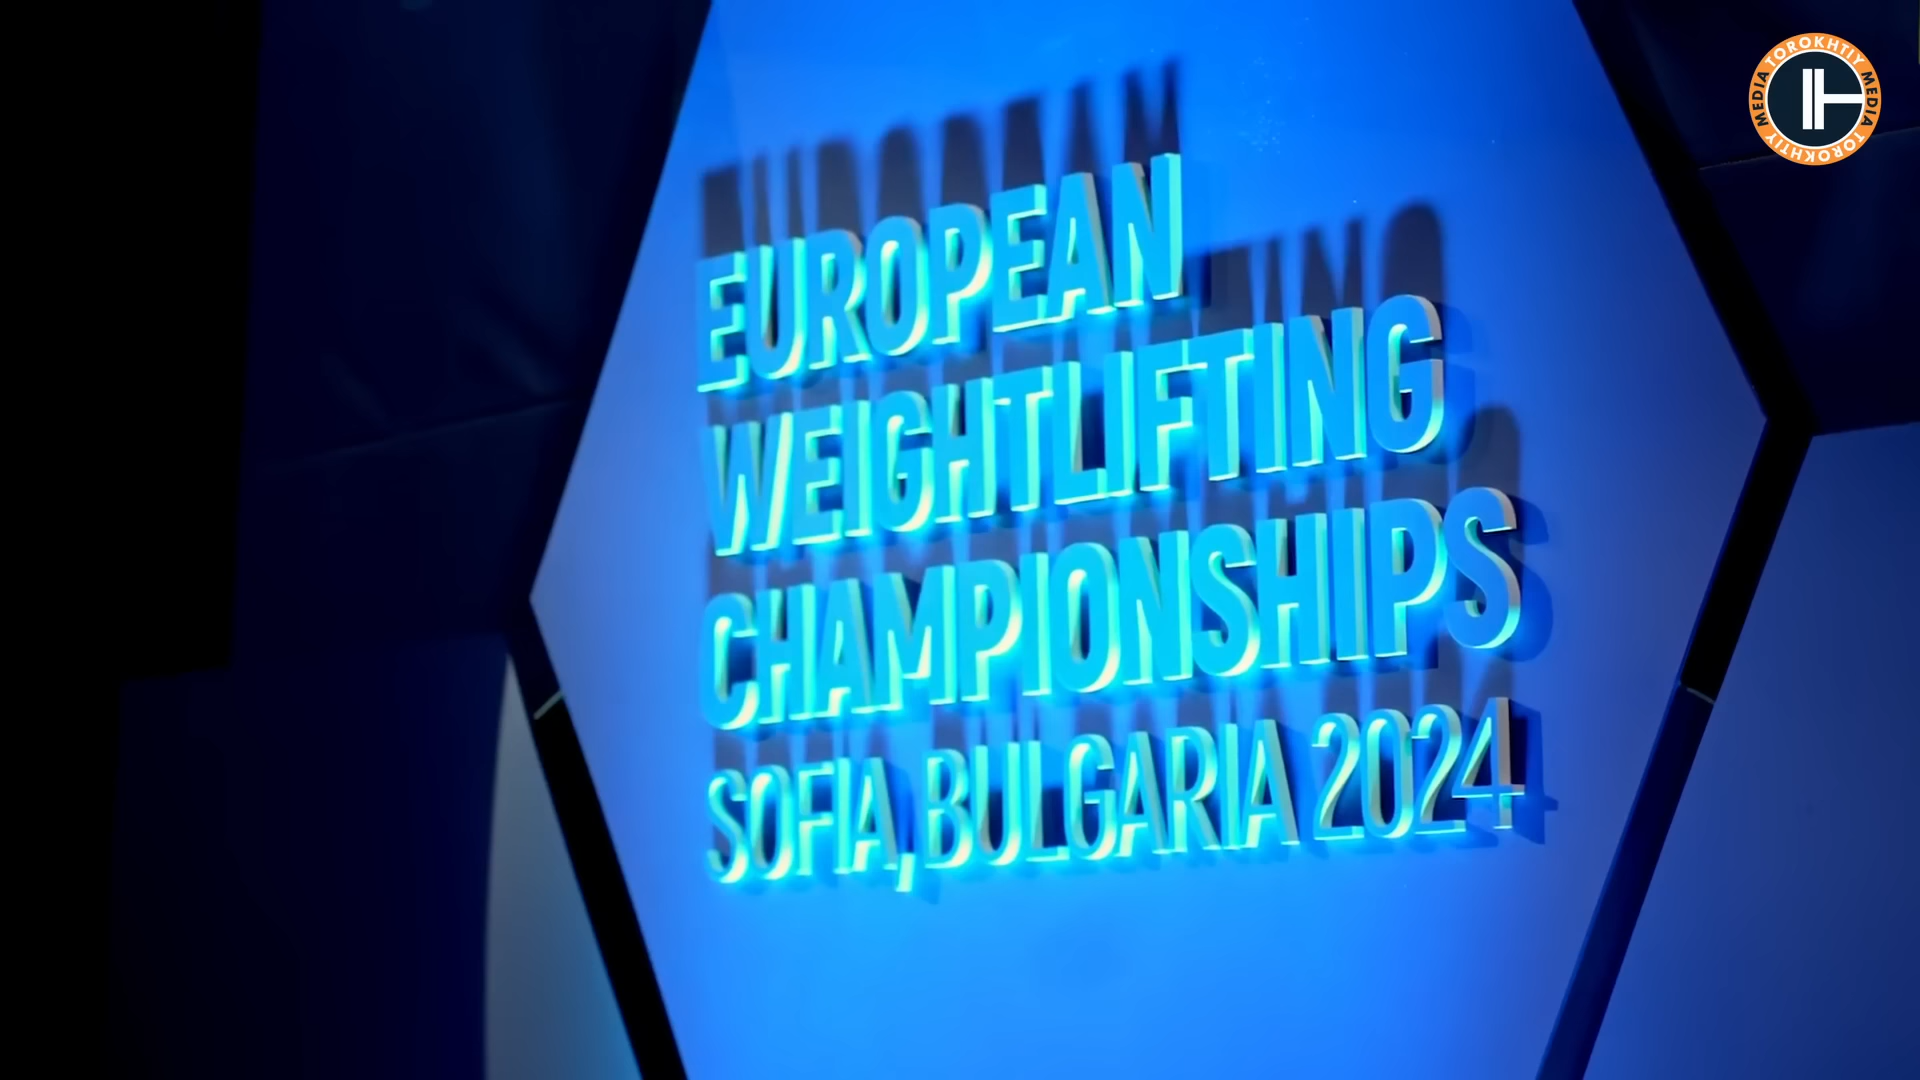 EUROPEAN
WEIGHTLIFTING
CHAMPIONSHIPS
SOFIA, BULGARIA 2024
TOROKHTIY MEDIA TOROKHTIY MEDIA